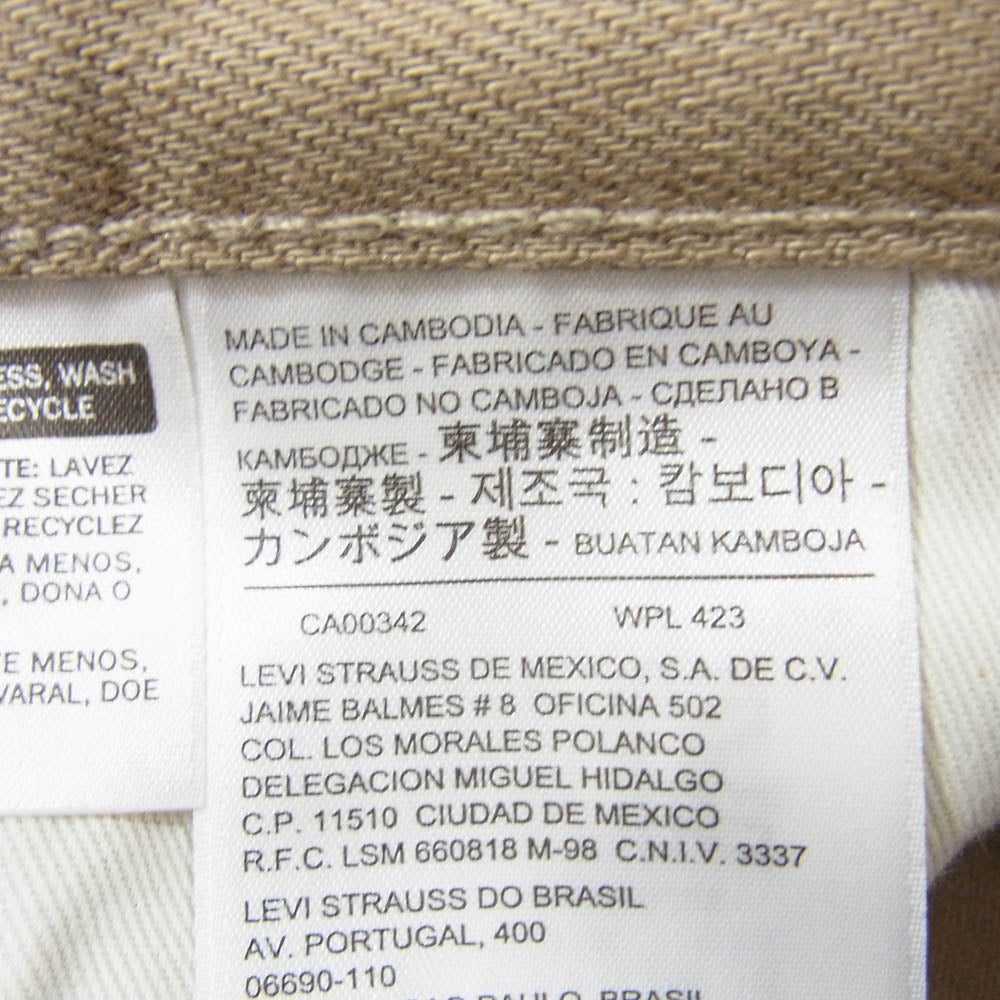 ESS, WASH
ECYCLE
TE: LAVEZ
EZ SECHER
RECYCLEZ
A MENOS,
, DONA O
E MENOS,
VARAL, DOE
MADE IN CAMBODIA - FABRIQUE AU
CAMBODGE - FABRICADO EN CAMBOYA -
FABRICADO NO CAMBOJA - СДЕЛАНО В
КАМБОДЖЕ - 柬埔寨制造 -
柬埔寨製 - 제조국 : 캄보디아 -
カンボジア製 - BUATAN KAMBOJA
CA00342 WPL 423
LEVI STRAUSS DE MEXICO, S.A. DE C.V.
JAIME BALMES # 8 OFICINA 502
COL. LOS MORALES POLANCO
DELEGACION MIGUEL HIDALGO
C.P. 11510 CIUDAD DE MEXICO
R.F.C. LSM 660818 M-98 C.N.I.V. 3337
LEVI STRAUSS DO BRASIL
AV. PORTUGAL, 400
06690-110
PAULO, BRASIL